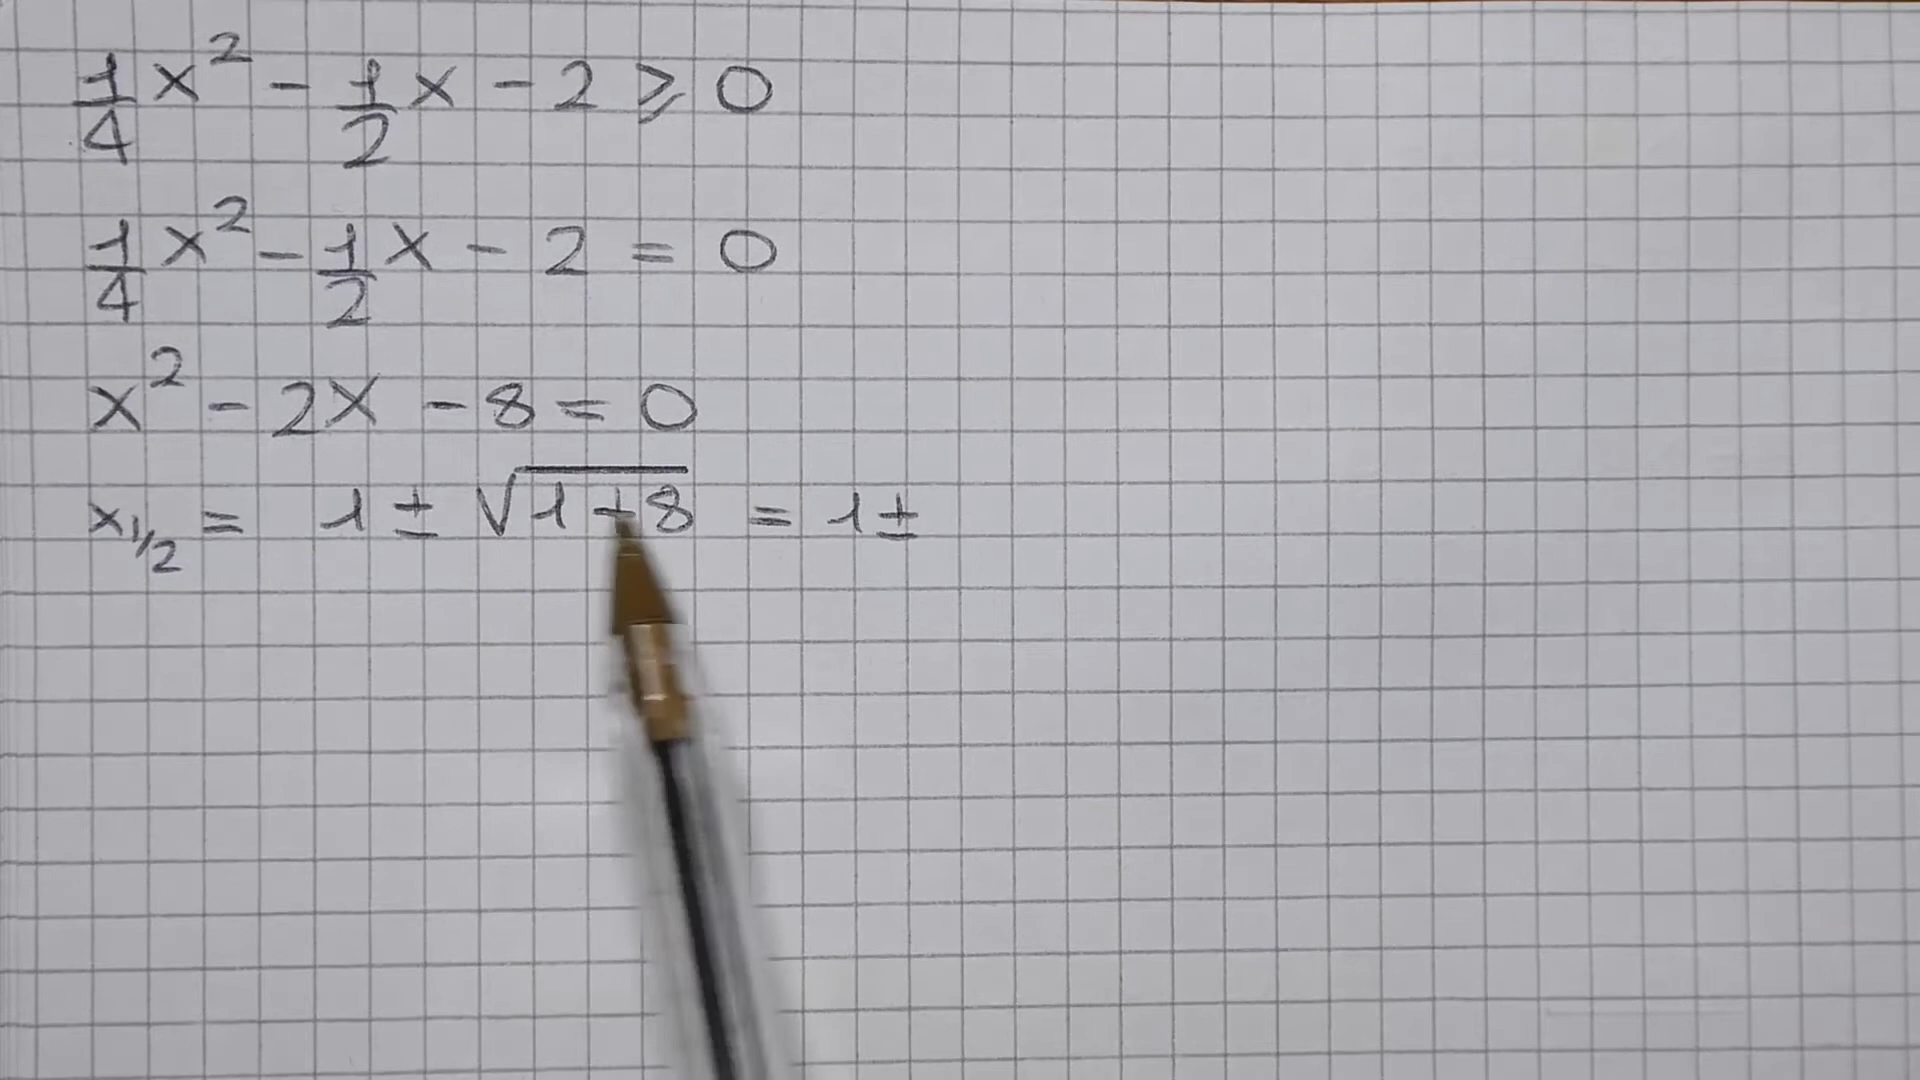 1/4 x² - 1/2 x - 2 ⩾ 0
1/4 x² - 1/2 x - 2 = 0
x² - 2x - 8 = 0
x₁/₂ = 1 ± √(1+8) = 1 ±